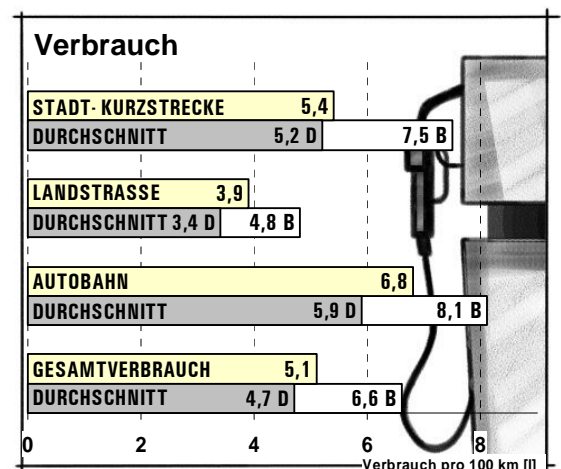 Verbrauch
STADT-KURZSTRECKE 5,4
DURCHSCHNITT 5,2 D 7,5 B
LANDSTRASSE 3,9
DURCHSCHNITT 3,4 D 4,8 B
AUTOBAHN 6,8
DURCHSCHNITT 5,9 D 8,1 B
GESAMTVERBRAUCH 5,1
DURCHSCHNITT 4,7 D 6,6 B
0 2 4 6 8
Verbrauch pro 100 km [l]